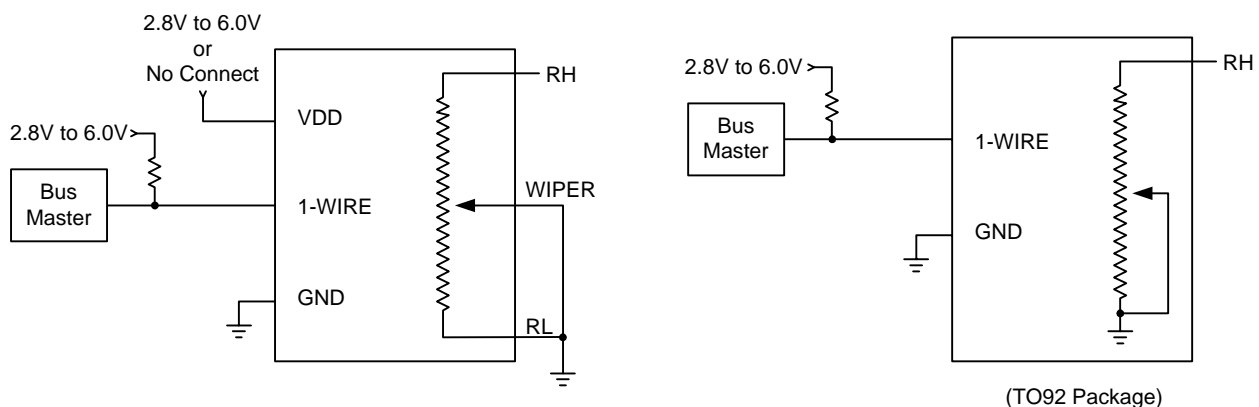 2.8V to 6.0V
or
No Connect
VDD
RH
2.8V to 6.0V
Bus
Master
1-WIRE
WIPER
GND
RL
2.8V to 6.0V
RH
Bus
Master
1-WIRE
GND
(TO92 Package)